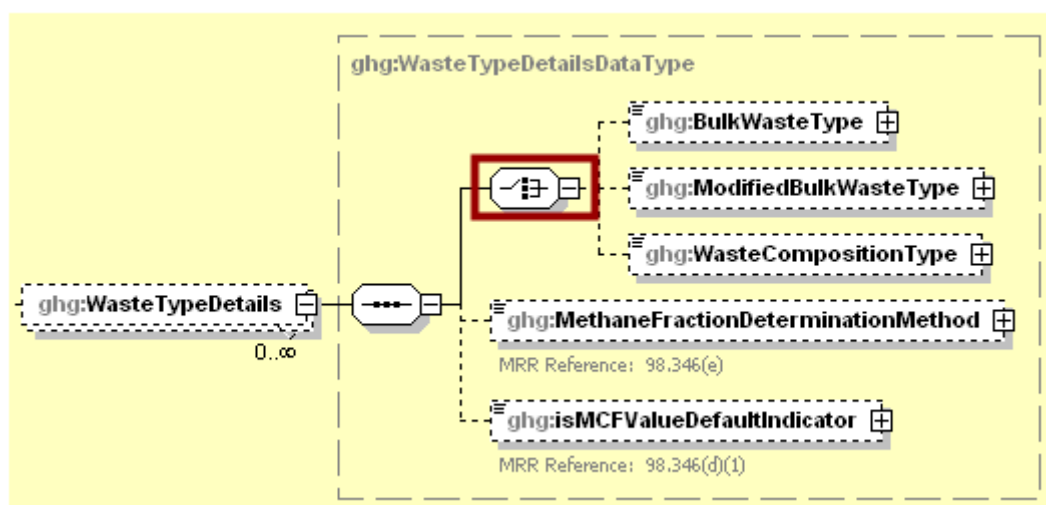 ghg:WasteTypeDetailsDataType
ghg:BulkWasteType
ghg:ModifiedBulkWasteType
ghg:WasteCompositionType
ghg:WasteTypeDetails
0..∞
ghg:MethaneFractionDeterminationMethod
MRR Reference: 98.346(e)
ghg:isMCFValueDefaultIndicator
MRR Reference: 98.346(d)(1)